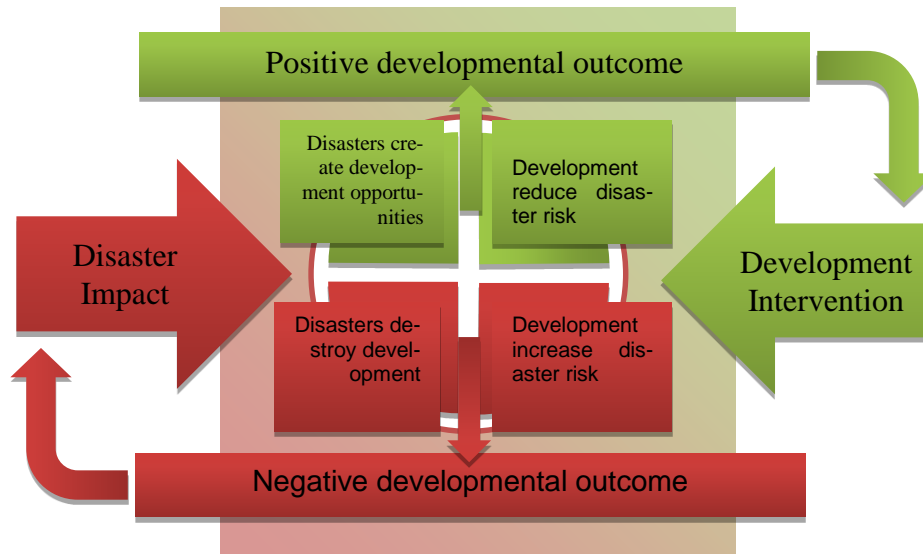 Positive developmental outcome
Disasters cre-
ate develop-
ment opportu-
nities
Development
reduce disas-
ter risk
Disaster
Impact
Development
Intervention
Disasters de-
stroy devel-
opment
Development
increase dis-
aster risk
Negative developmental outcome